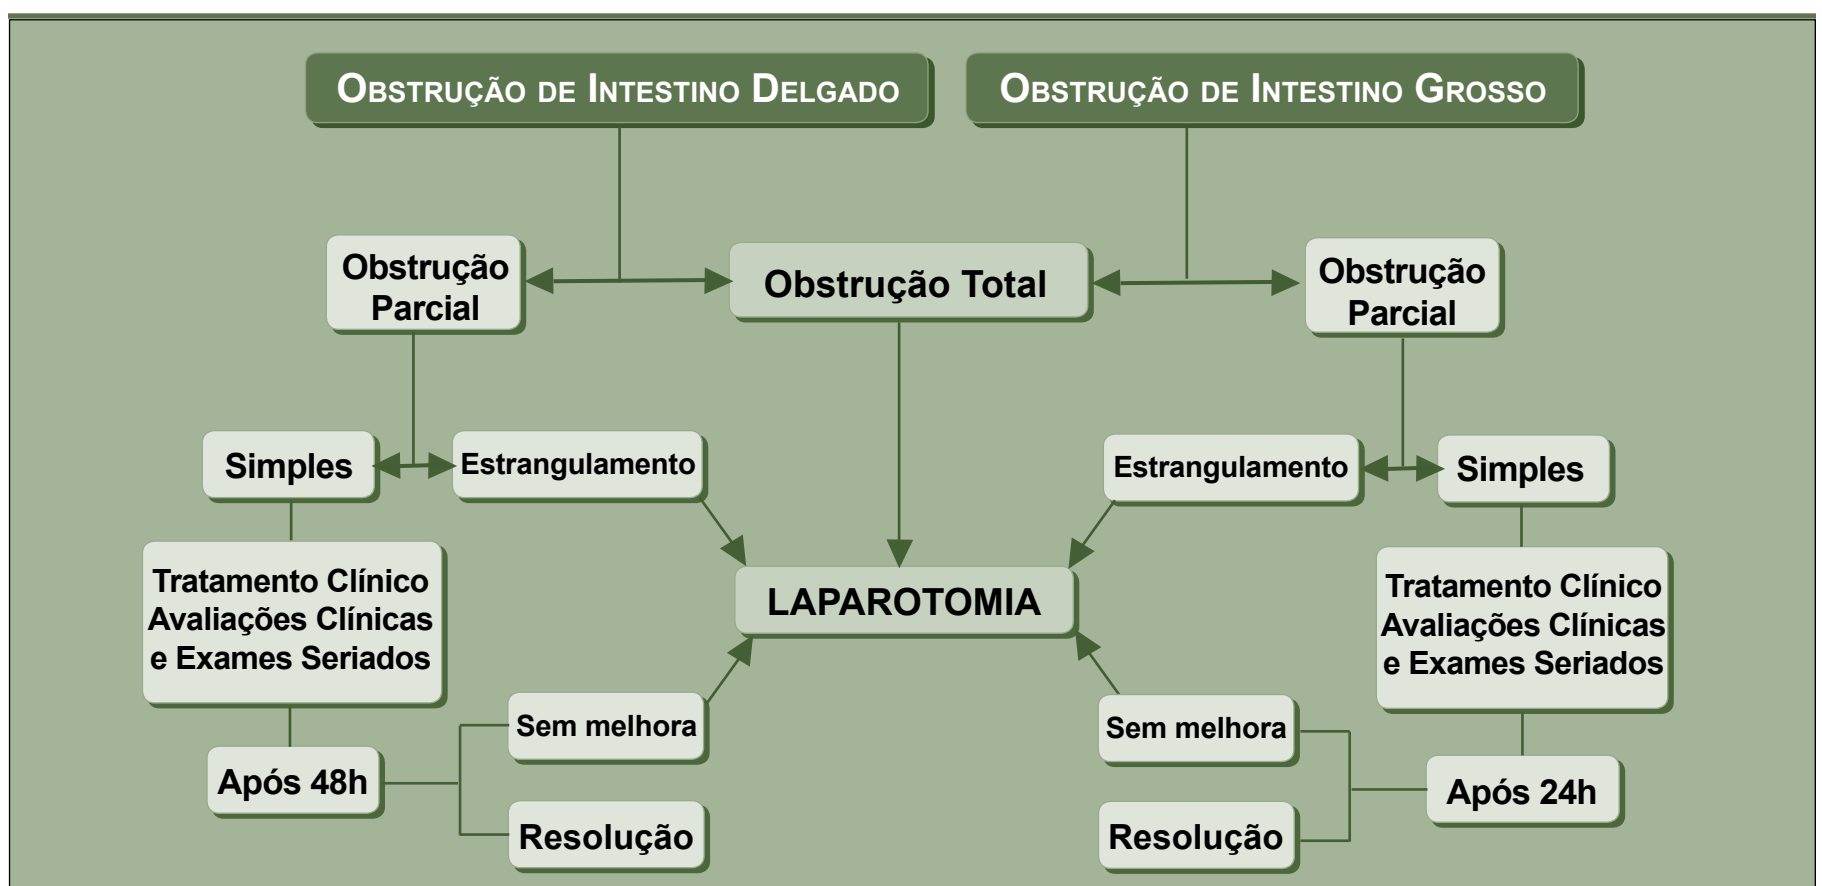 OBSTRUÇÃO DE INTESTINO DELGADO
OBSTRUÇÃO DE INTESTINO GROSSO
Obstrução
Parcial
Obstrução Total
Obstrução
Parcial
Simples
Estrangulamento
Estrangulamento
Simples
Tratamento Clínico
Avaliações Clínicas
e Exames Seriados
LAPAROTOMIA
Tratamento Clínico
Avaliações Clínicas
e Exames Seriados
Sem melhora
Sem melhora
Após 48h
Após 24h
Resolução
Resolução